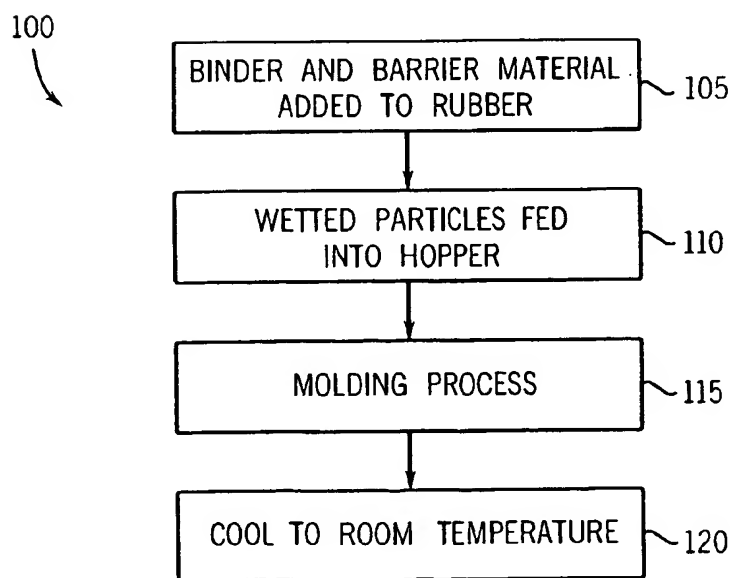 100
BINDER AND BARRIER MATERIAL
ADDED TO RUBBER
105
WETTED PARTICLES FED
INTO HOPPER
110
MOLDING PROCESS
115
COOL TO ROOM TEMPERATURE
120